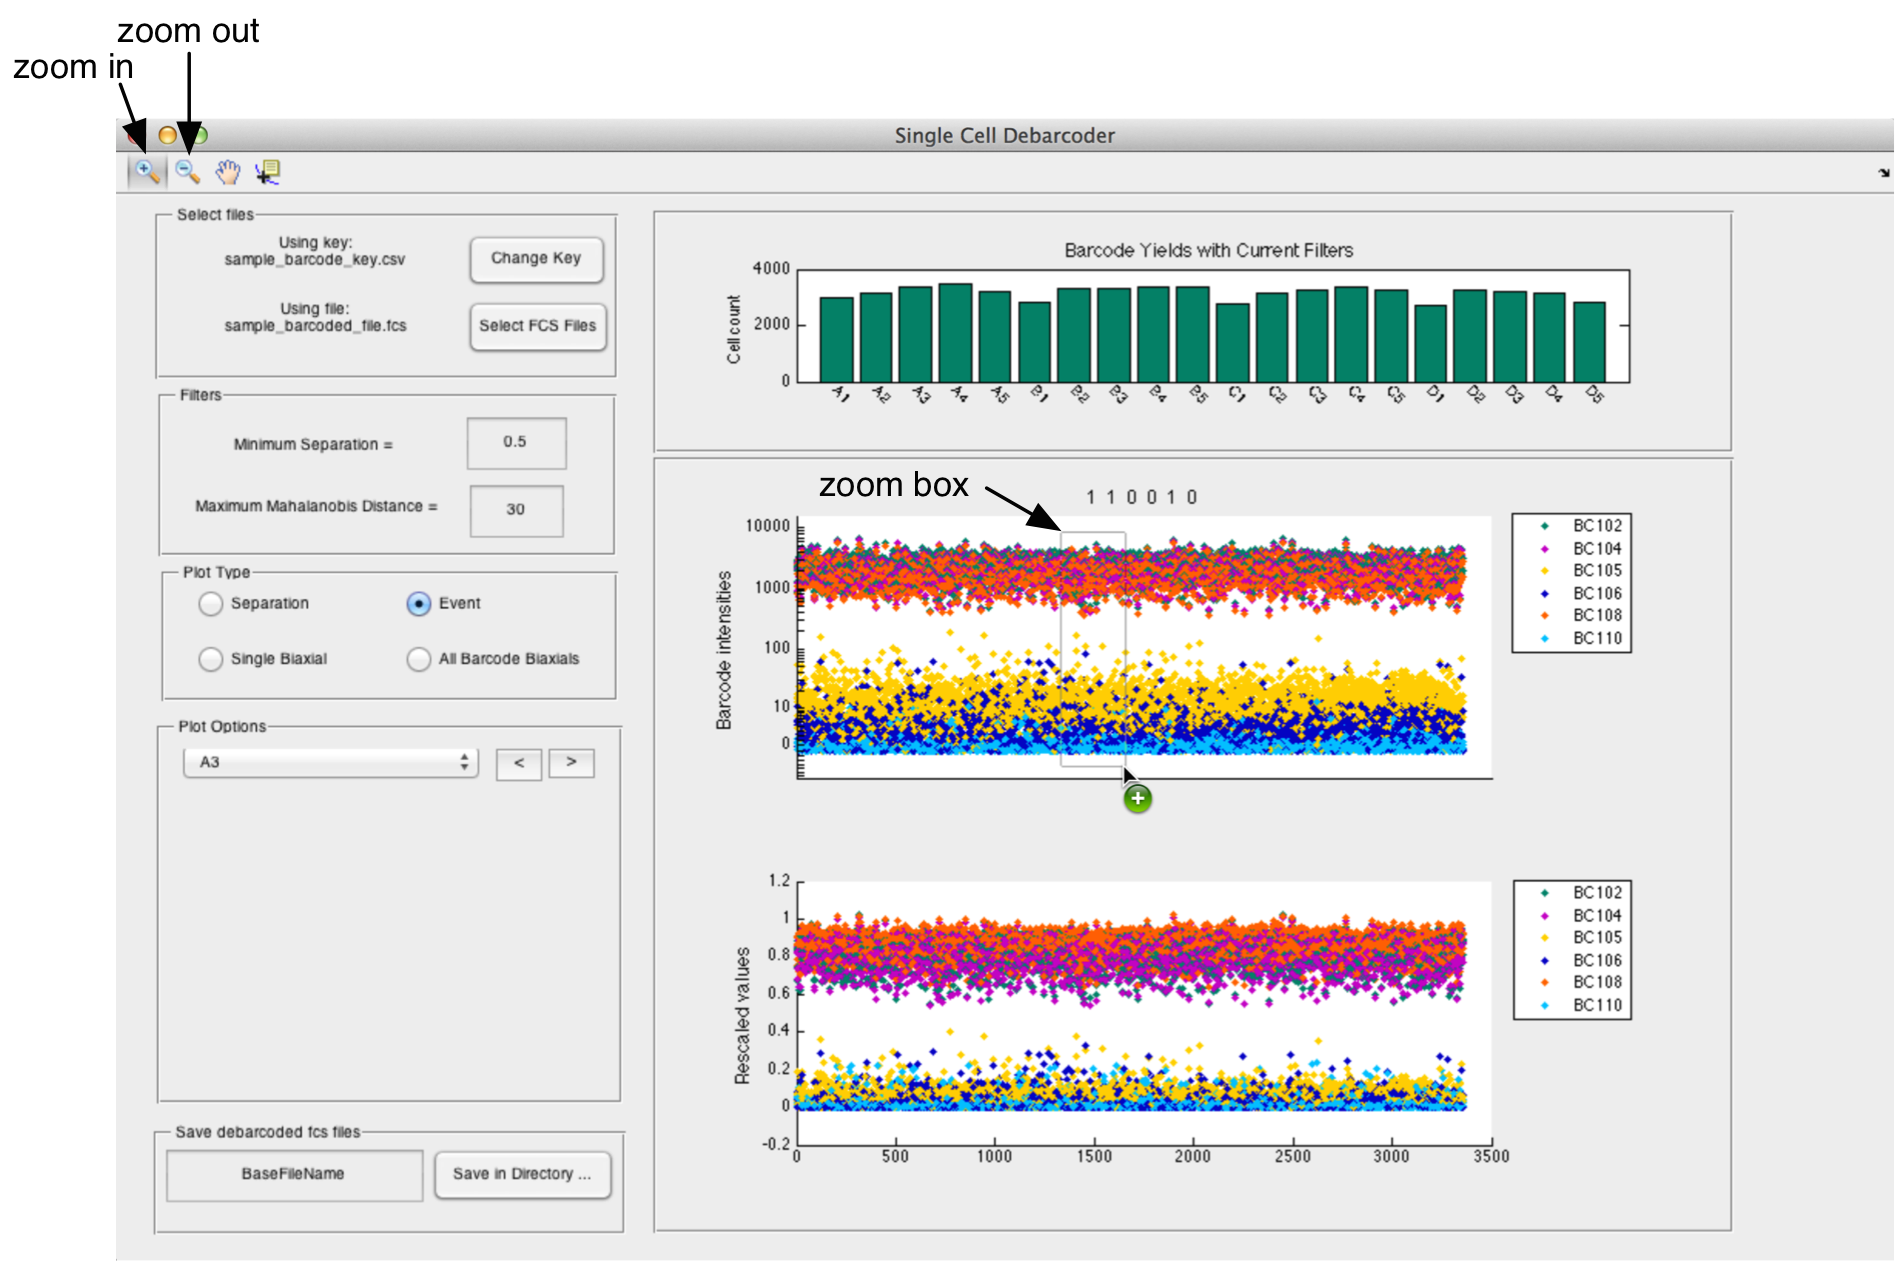 zoom out
zoom in
Single Cell Debarcoder
Select files
Using key:
sample_barcode_key.csv
Change Key
Using file:
sample_barcoded_file.fcs
Select FCS Files
Filters
Minimum Separation =
0.5
Maximum Mahalanobis Distance =
30
Plot Type
Separation
Event
Single Biaxial
All Barcode Biaxials
Plot Options
A3
<
>
Save debarcoded fcs files
BaseFileName
Save in Directory ...
Barcode Yields with Current Filters
Cell count
4000
2000
0
A1 A2 A3 A4 A5 B1 B2 B3 B4 B5 C1 C2 C3 C4 C5 D1 D2 D3 D4 D5
zoom box
1 1 0 0 1 0
Barcode intensities
10000
1000
100
10
0
BC102
BC104
BC105
BC106
BC108
BC110
Rescaled values
1.2
1
0.8
0.6
0.4
0.2
0
-0.2
0 500 1000 1500 2000 2500 3000 3500
BC102
BC104
BC105
BC106
BC108
BC110